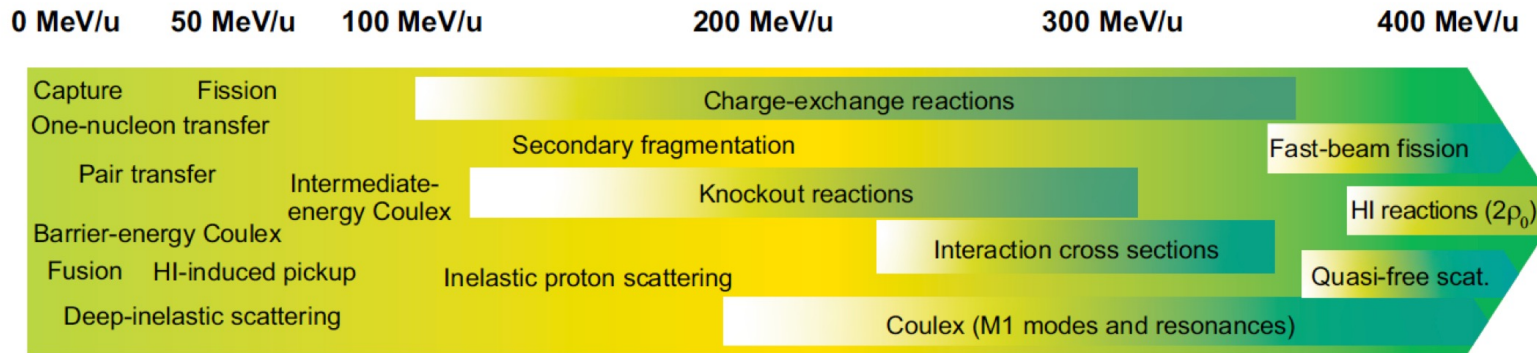 0 MeV/u 50 MeV/u 100 MeV/u 200 MeV/u 300 MeV/u 400 MeV/u
Capture Fission Charge-exchange reactions
One-nucleon transfer
Secondary fragmentation Fast-beam fission
Pair transfer Intermediate-
energy Coulex Knockout reactions HI reactions (2ρ₀)
Barrier-energy Coulex Interaction cross sections
Fusion HI-induced pickup Inelastic proton scattering Quasi-free scat.
Deep-inelastic scattering Coulex (M1 modes and resonances)